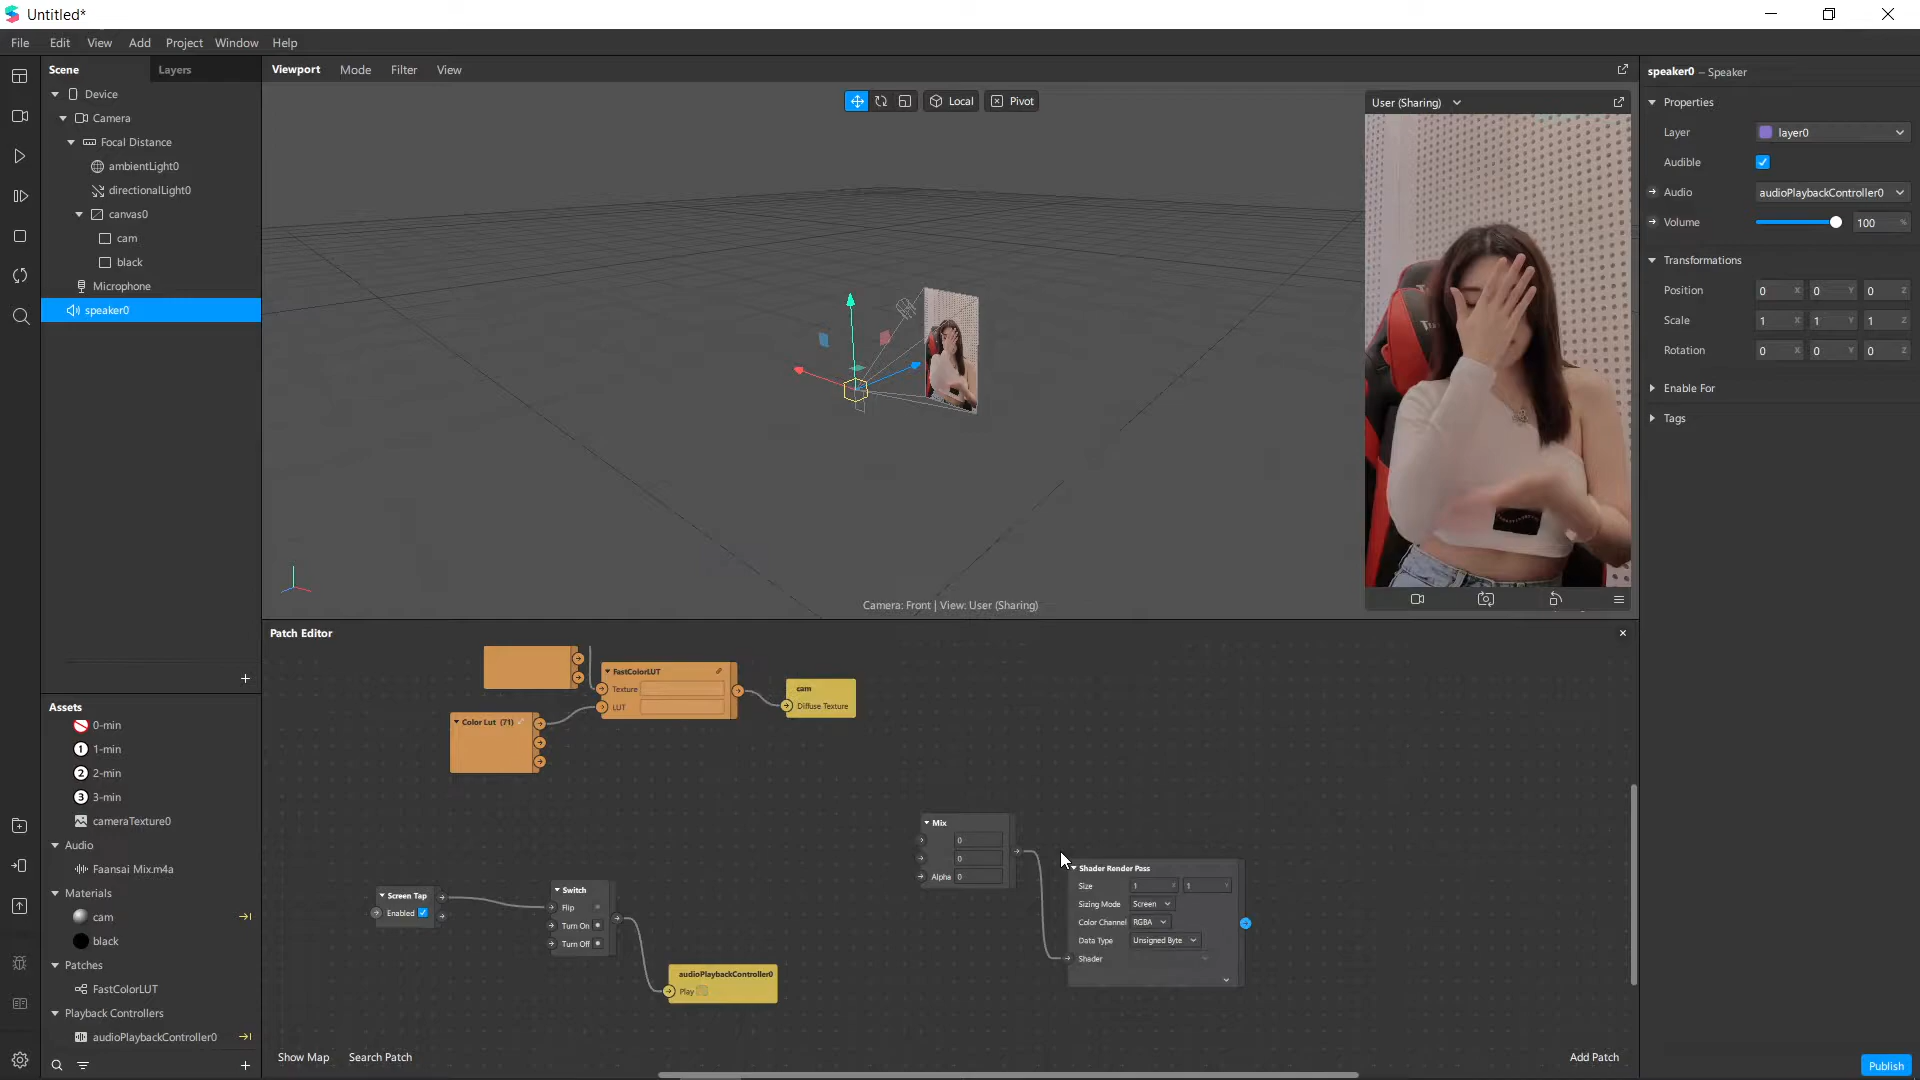 Untitled*
File Edit View Add Project Window Help
Scene Layers
Device
Camera
Focal Distance
ambientLight0
directionalLight0
canvas0
cam
black
Microphone
speaker0
Assets
0-min
1 1-min
2 2-min
3 3-min
cameraTexture0
Audio
Faansai Mix.m4a
Materials
cam
black
Patches
FastColorLUT
Playback Controllers
audioPlaybackController0
Viewport Mode Filter View
Local Pivot
User (Sharing)
Camera: Front | View: User (Sharing)
Patch Editor
FastColorLUT
Texture
LUT
cam
Diffuse Texture
Color Lut (71)
Mix
0
0
Alpha 0
Shader Render Pass
Size 1 X 1 Y
Sizing Mode Screen
Color Channel RGBA
Data Type Unsigned Byte
Shader
Screen Tap
Enabled
Switch
Flip
Turn On
Turn Off
audioPlaybackController0
Play
Show Map Search Patch Add Patch
speaker0 – Speaker
Properties
Layer layer0
Audible
Audio audioPlaybackController0
Volume 100 %
Transformations
Position 0 X 0 Y 0 Z
Scale 1 X 1 Y 1 Z
Rotation 0 X 0 Y 0 Z
Enable For
Tags
Publish